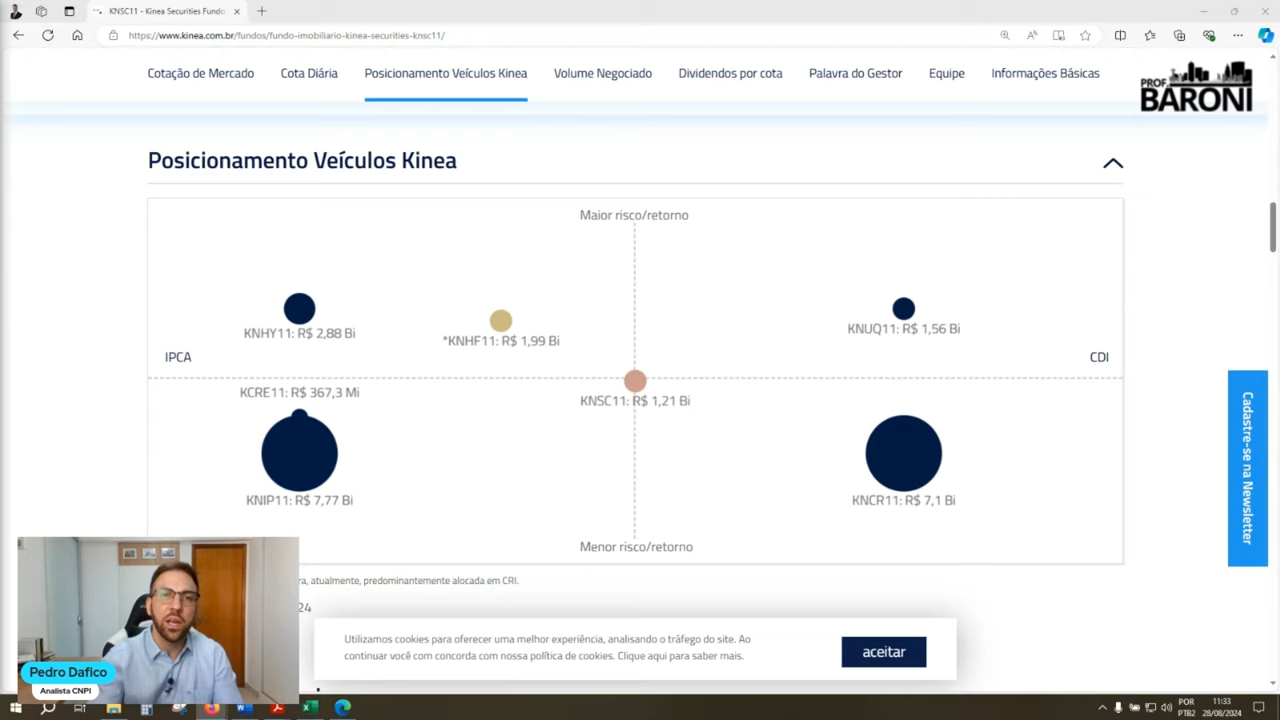 KNSC11 - Kinea Securities Fundo
https://www.kinea.com.br/fundos/fundo-imobiliario-kinea-securities-knsc11/
Cotação de Mercado
Cota Diária
Posicionamento Veículos Kinea
Volume Negociado
Dividendos por cota
Palavra do Gestor
Equipe
Informações Básicas
PROF.
BARONI
Posicionamento Veículos Kinea
Maior risco/retorno
KNHY11: R$ 2,88 Bi
*KNHF11: R$ 1,99 Bi
KNUQ11: R$ 1,56 Bi
IPCA
CDI
KCRE11: R$ 367,3 Mi
KNSC11: R$ 1,21 Bi
KNIP11: R$ 7,77 Bi
KNCR11: R$ 7,1 Bi
Menor risco/retorno
Cadastre-se na Newsletter
ra, atualmente, predominantemente alocada em CRI.
24
Utilizamos cookies para oferecer uma melhor experiência, analisando o tráfego do site. Ao
continuar você com concorda com nossa política de cookies. Clique aqui para saber mais.
aceitar
Pedro Dafico
Analista CNPI
POR
PTB2
11:33
28/08/2024